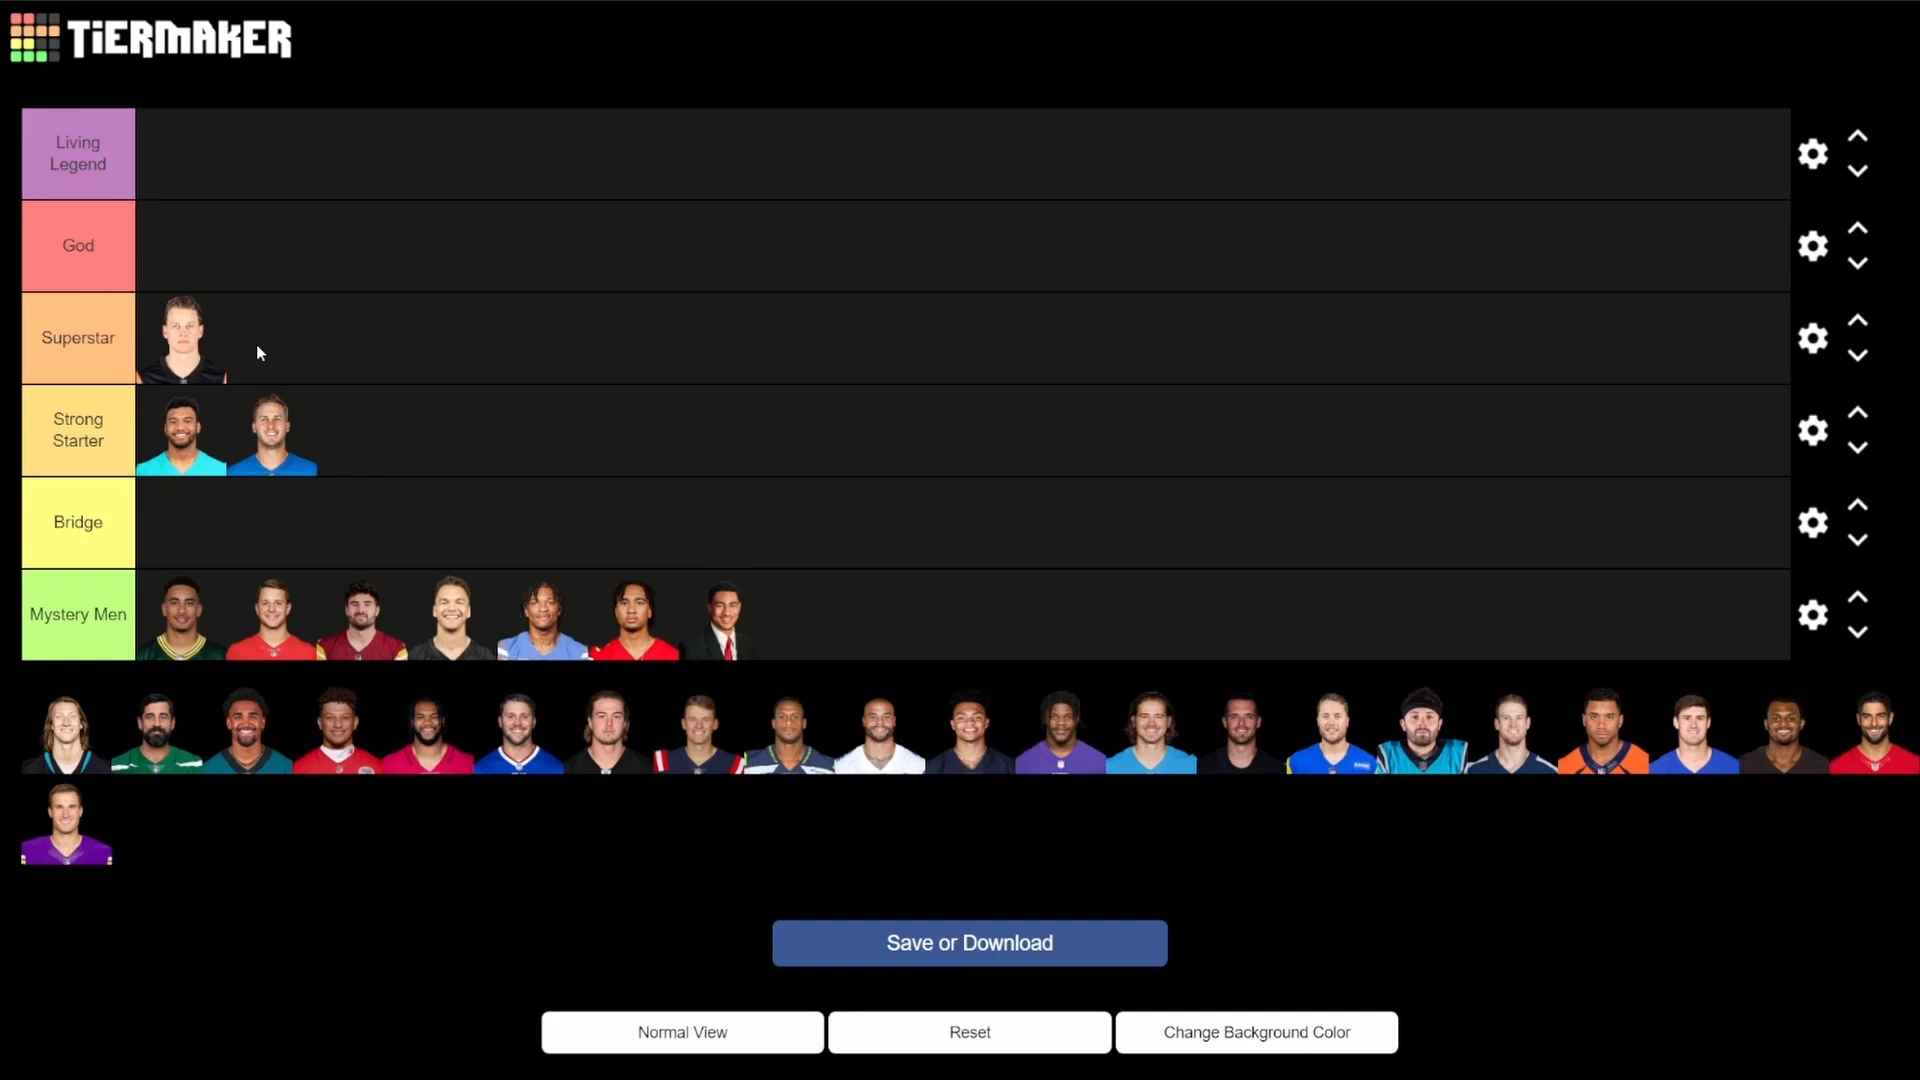 TiERMAKER
Living
Legend
God
Superstar
Strong
Starter
Bridge
Mystery Men
Save or Download
Normal View
Reset
Change Background Color